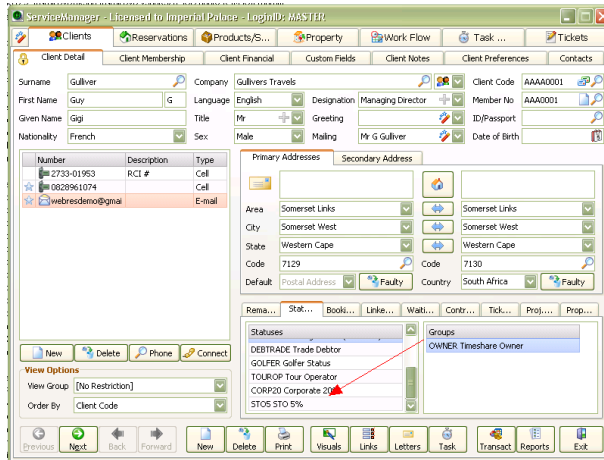 ServiceManager - Licensed to Imperial Palace - LoginID: MASTER
Clients Reservations Products/S... Property Work Flow Task ... Tickets
Client Detail Client Membership Client Financial Custom Fields Client Notes Client Preferences Contacts
Surname Gulliver Company Gullivers Travels Client Code AAAA0001
First Name Guy G Language English Designation Managing Director Member No AAA0001
Given Name Gigi Title Mr Greeting ID/Passport
Nationality French Sex Male Mailing Mr G Gulliver Date of Birth
Number Description Type
2733-01953 RCI # Cell
0828961074 Cell
webresdemo@gmai E-mail
Primary Addresses Secondary Address
Area Somerset Links Somerset Links
City Somerset West Somerset West
State Western Cape Western Cape
Code 7129 Code 7130
Default Postal Address Faulty Country South Africa Faulty
Rema... Stat... Booki... Linke... Waiti... Contr... Tick... Proj.... Prop...
Statuses Groups
DEBTRADE Trade Debtor OWNER Timeshare Owner
GOLFER Golfer Status
TOUROP Tour Operator
CORP20 Corporate
STO5 STO 5%
New Delete Phone Connect
View Options
View Group [No Restriction]
Order By Client Code
Previous Next Back Forward New Delete Print Visuals Links Letters Task Transact Reports Exit